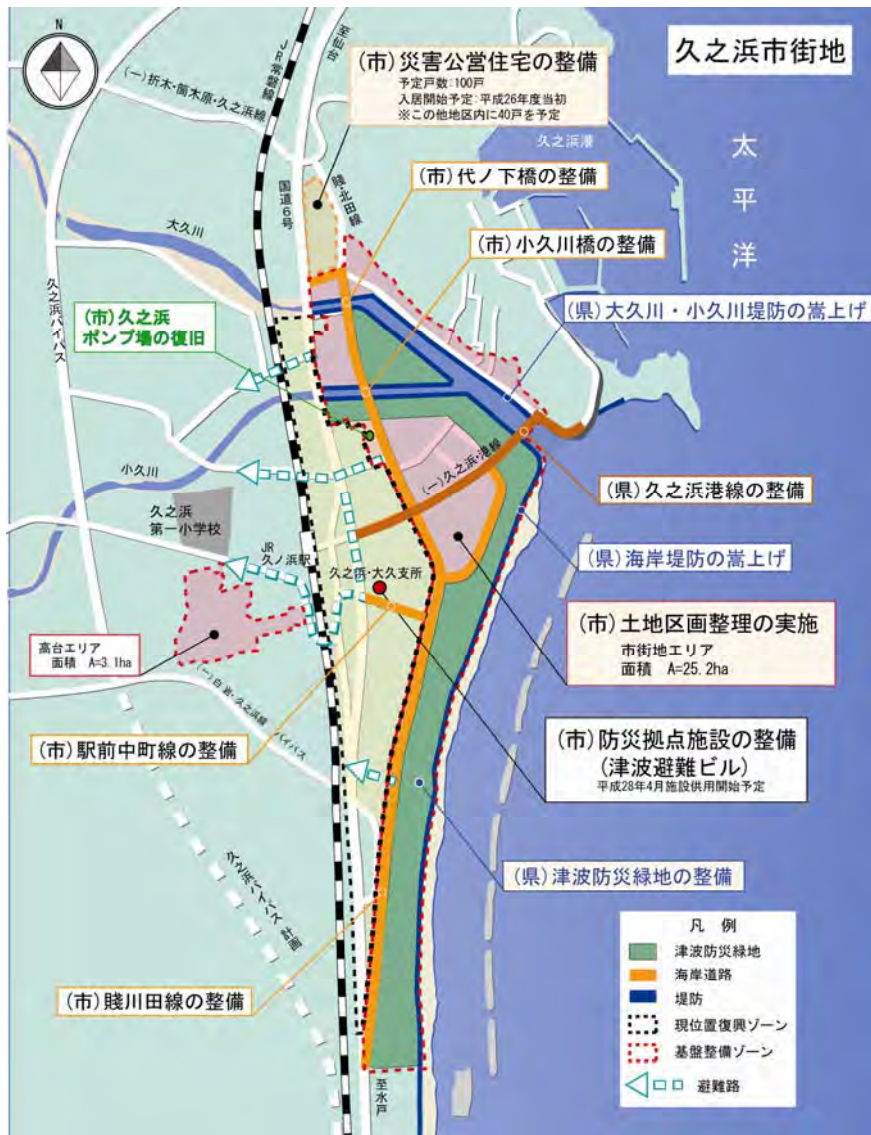 N
JR常磐線
至仙台
久之浜市街地
(市)災害公営住宅の整備
予定戸数:100戸
入居開始予定:平成26年度当初
※この他地区内に40戸を予定
(一)折木・筒木原・久之浜線
久之浜港
太平洋
国道6号
賤・北田線
(市)代ノ下橋の整備
大久川
(市)小久川橋の整備
久之浜バイパス
(県)大久川・小久川堤防の嵩上げ
(市)久之浜
ポンプ場の復旧
(一)久之浜・港線
小久川
(県)久之浜港線の整備
久之浜
第一小学校
JR
久ノ浜駅
(県)海岸堤防の嵩上げ
久之浜・大久支所
(市)土地区画整理の実施
市街地エリア
面積 A=25.2ha
高台エリア
面積 A=3.1ha
(一)白岩・久之浜線 バイパス
(市)駅前中町線の整備
(市)防災拠点施設の整備
(津波避難ビル)
平成28年4月施設供用開始予定
久之浜バイパス計画
(県)津波防災緑地の整備
(市)賤川田線の整備
至水戸
凡 例
津波防災緑地
海岸道路
堤防
現位置復興ゾーン
基盤整備ゾーン
避難路